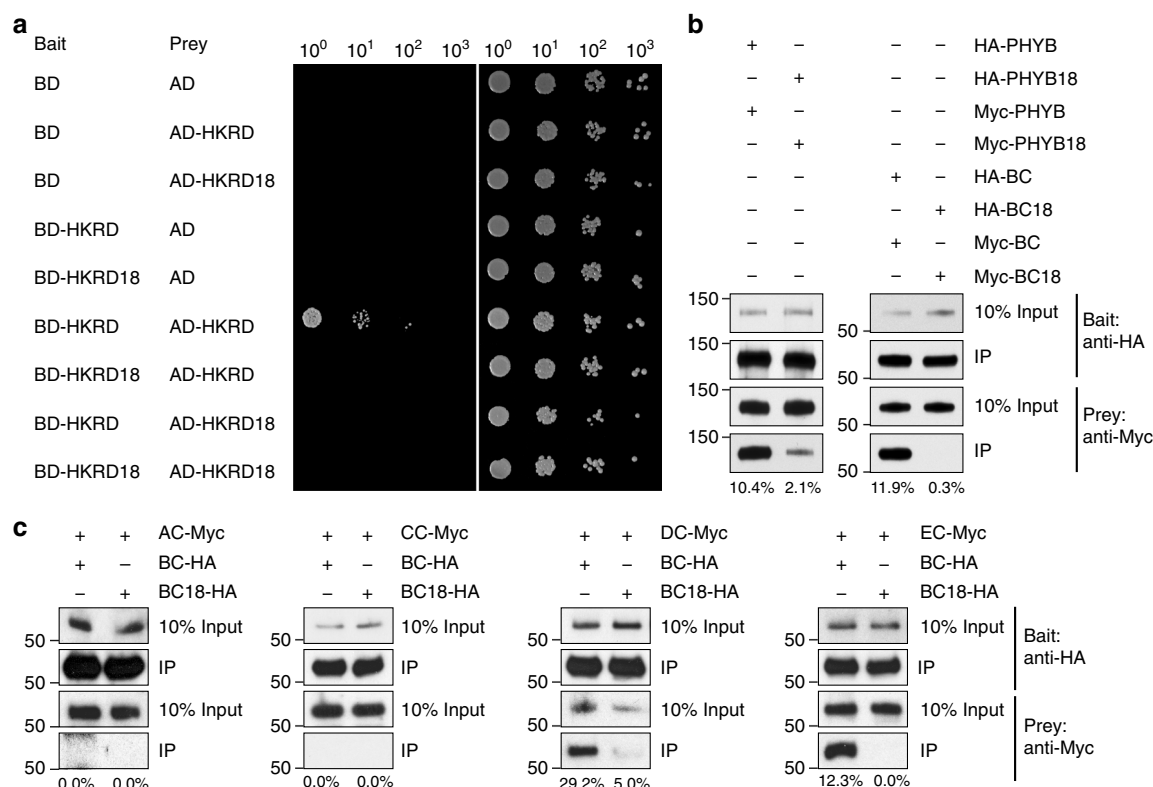 a
Bait Prey 10⁰ 10¹ 10² 10³ 10⁰ 10¹ 10² 10³
BD AD
BD AD-HKRD
BD AD-HKRD18
BD-HKRD AD
BD-HKRD18 AD
BD-HKRD AD-HKRD
BD-HKRD18 AD-HKRD
BD-HKRD AD-HKRD18
BD-HKRD18 AD-HKRD18
b
+ – – – HA-PHYB
– + – – HA-PHYB18
+ – – – Myc-PHYB
– + – – Myc-PHYB18
– – + – HA-BC
– – – + HA-BC18
– – + – Myc-BC
– – – + Myc-BC18
150 50 10% Input
150 50 IP
Bait: anti-HA
150 50 10% Input
150 50 IP
Prey: anti-Myc
10.4% 2.1% 11.9% 0.3%
c
+ + AC-Myc + + CC-Myc + + DC-Myc + + EC-Myc
+ – BC-HA + – BC-HA + – BC-HA + – BC-HA
– + BC18-HA – + BC18-HA – + BC18-HA – + BC18-HA
50 10% Input 50 10% Input 50 10% Input 50 10% Input
50 IP 50 IP 50 IP 50 IP
Bait: anti-HA
50 10% Input 50 10% Input 50 10% Input 50 10% Input
50 IP 50 IP 50 IP 50 IP
Prey: anti-Myc
0.0% 0.0% 0.0% 0.0% 29.2% 5.0% 12.3% 0.0%